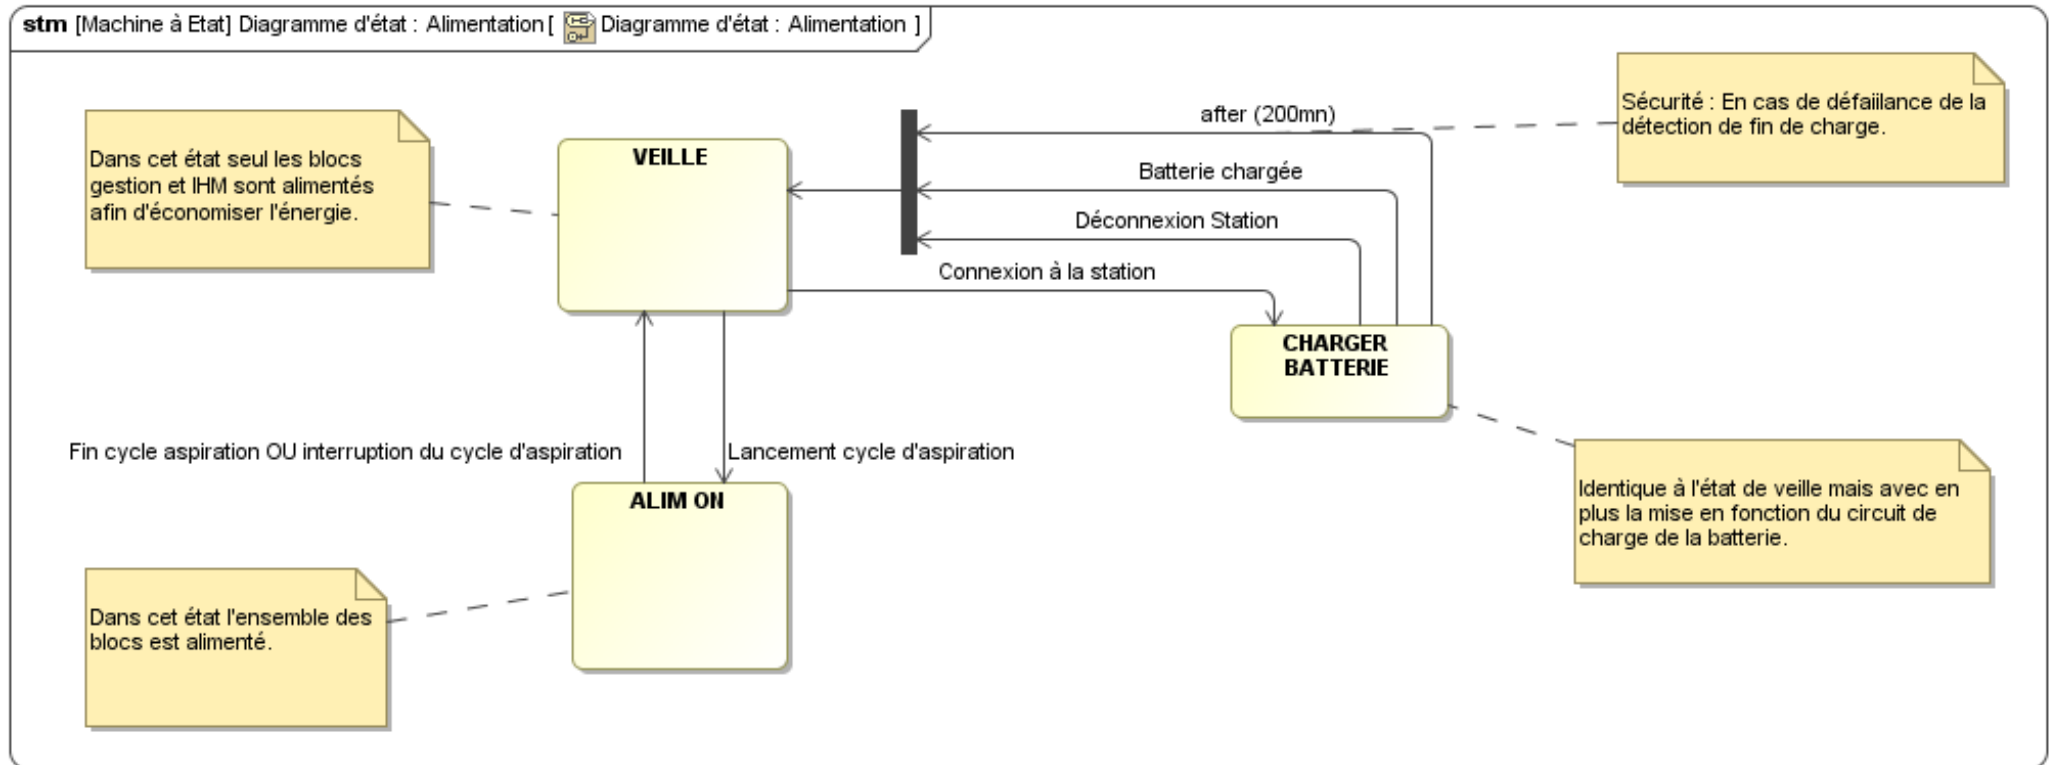 stm [Machine à Etat] Diagramme d'état : Alimentation [ Diagramme d'état : Alimentation ]
Dans cet état seul les blocs
gestion et IHM sont alimentés
afin d'économiser l'énergie.
VEILLE
after (200mn)
Sécurité : En cas de défaiilance de la
détection de fin de charge.
Batterie chargée
Déconnexion Station
Connexion à la station
CHARGER
BATTERIE
Fin cycle aspiration OU interruption du cycle d'aspiration
Lancement cycle d'aspiration
ALIM ON
Identique à l'état de veille mais avec en
plus la mise en fonction du circuit de
charge de la batterie.
Dans cet état l'ensemble des
blocs est alimenté.